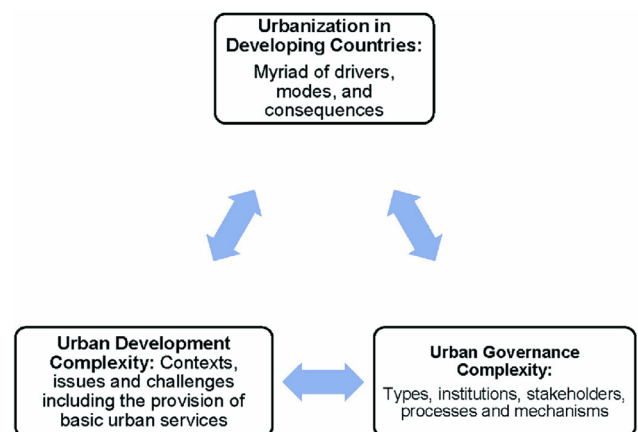 Urbanization in
Developing Countries:
Myriad of drivers,
modes, and
consequences
Urban Development
Complexity: Contexts,
issues and challenges
including the provision of
basic urban services
Urban Governance
Complexity:
Types, institutions, stakeholders,
processes and mechanisms